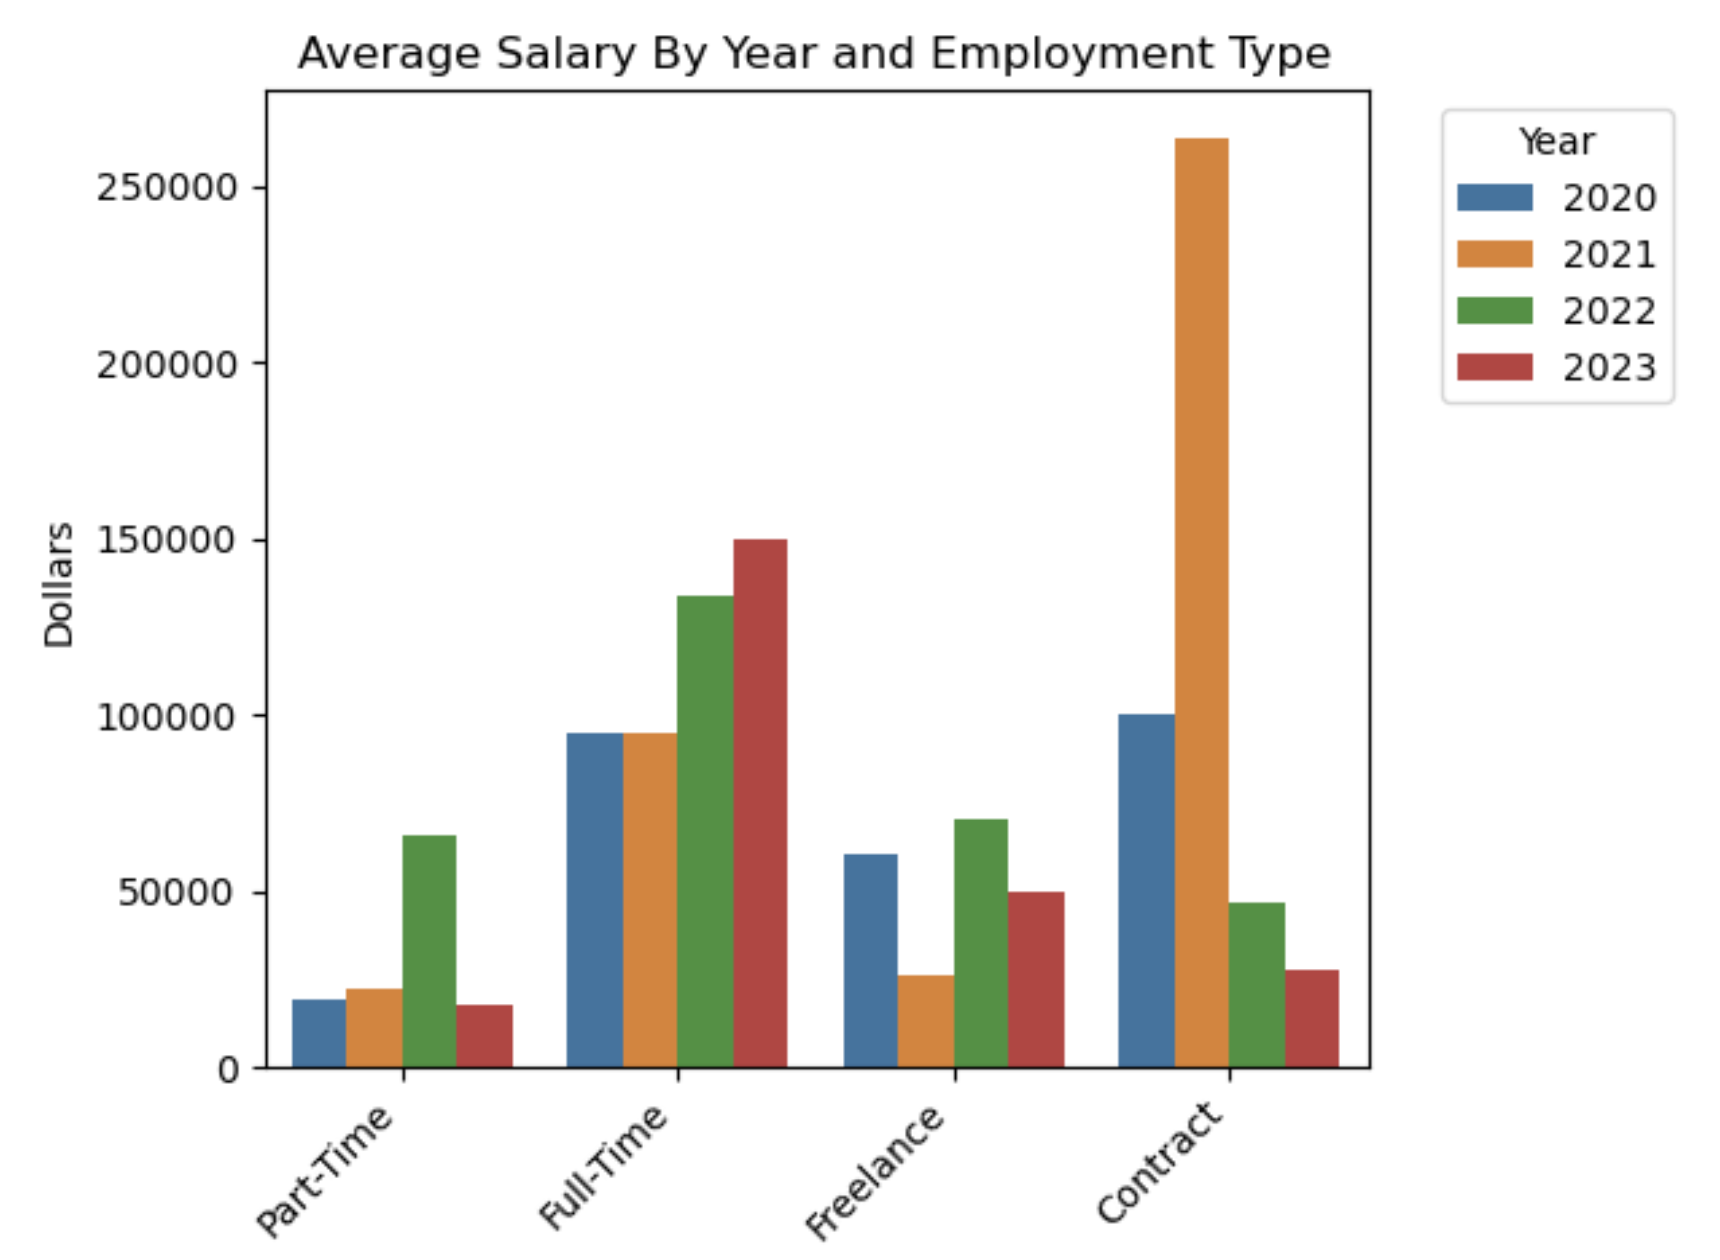 Average Salary By Year and Employment Type
Year
2020
2021
2022
2023
Dollars
250000
200000
150000
100000
50000
0
Part-Time
Full-Time
Freelance
Contract